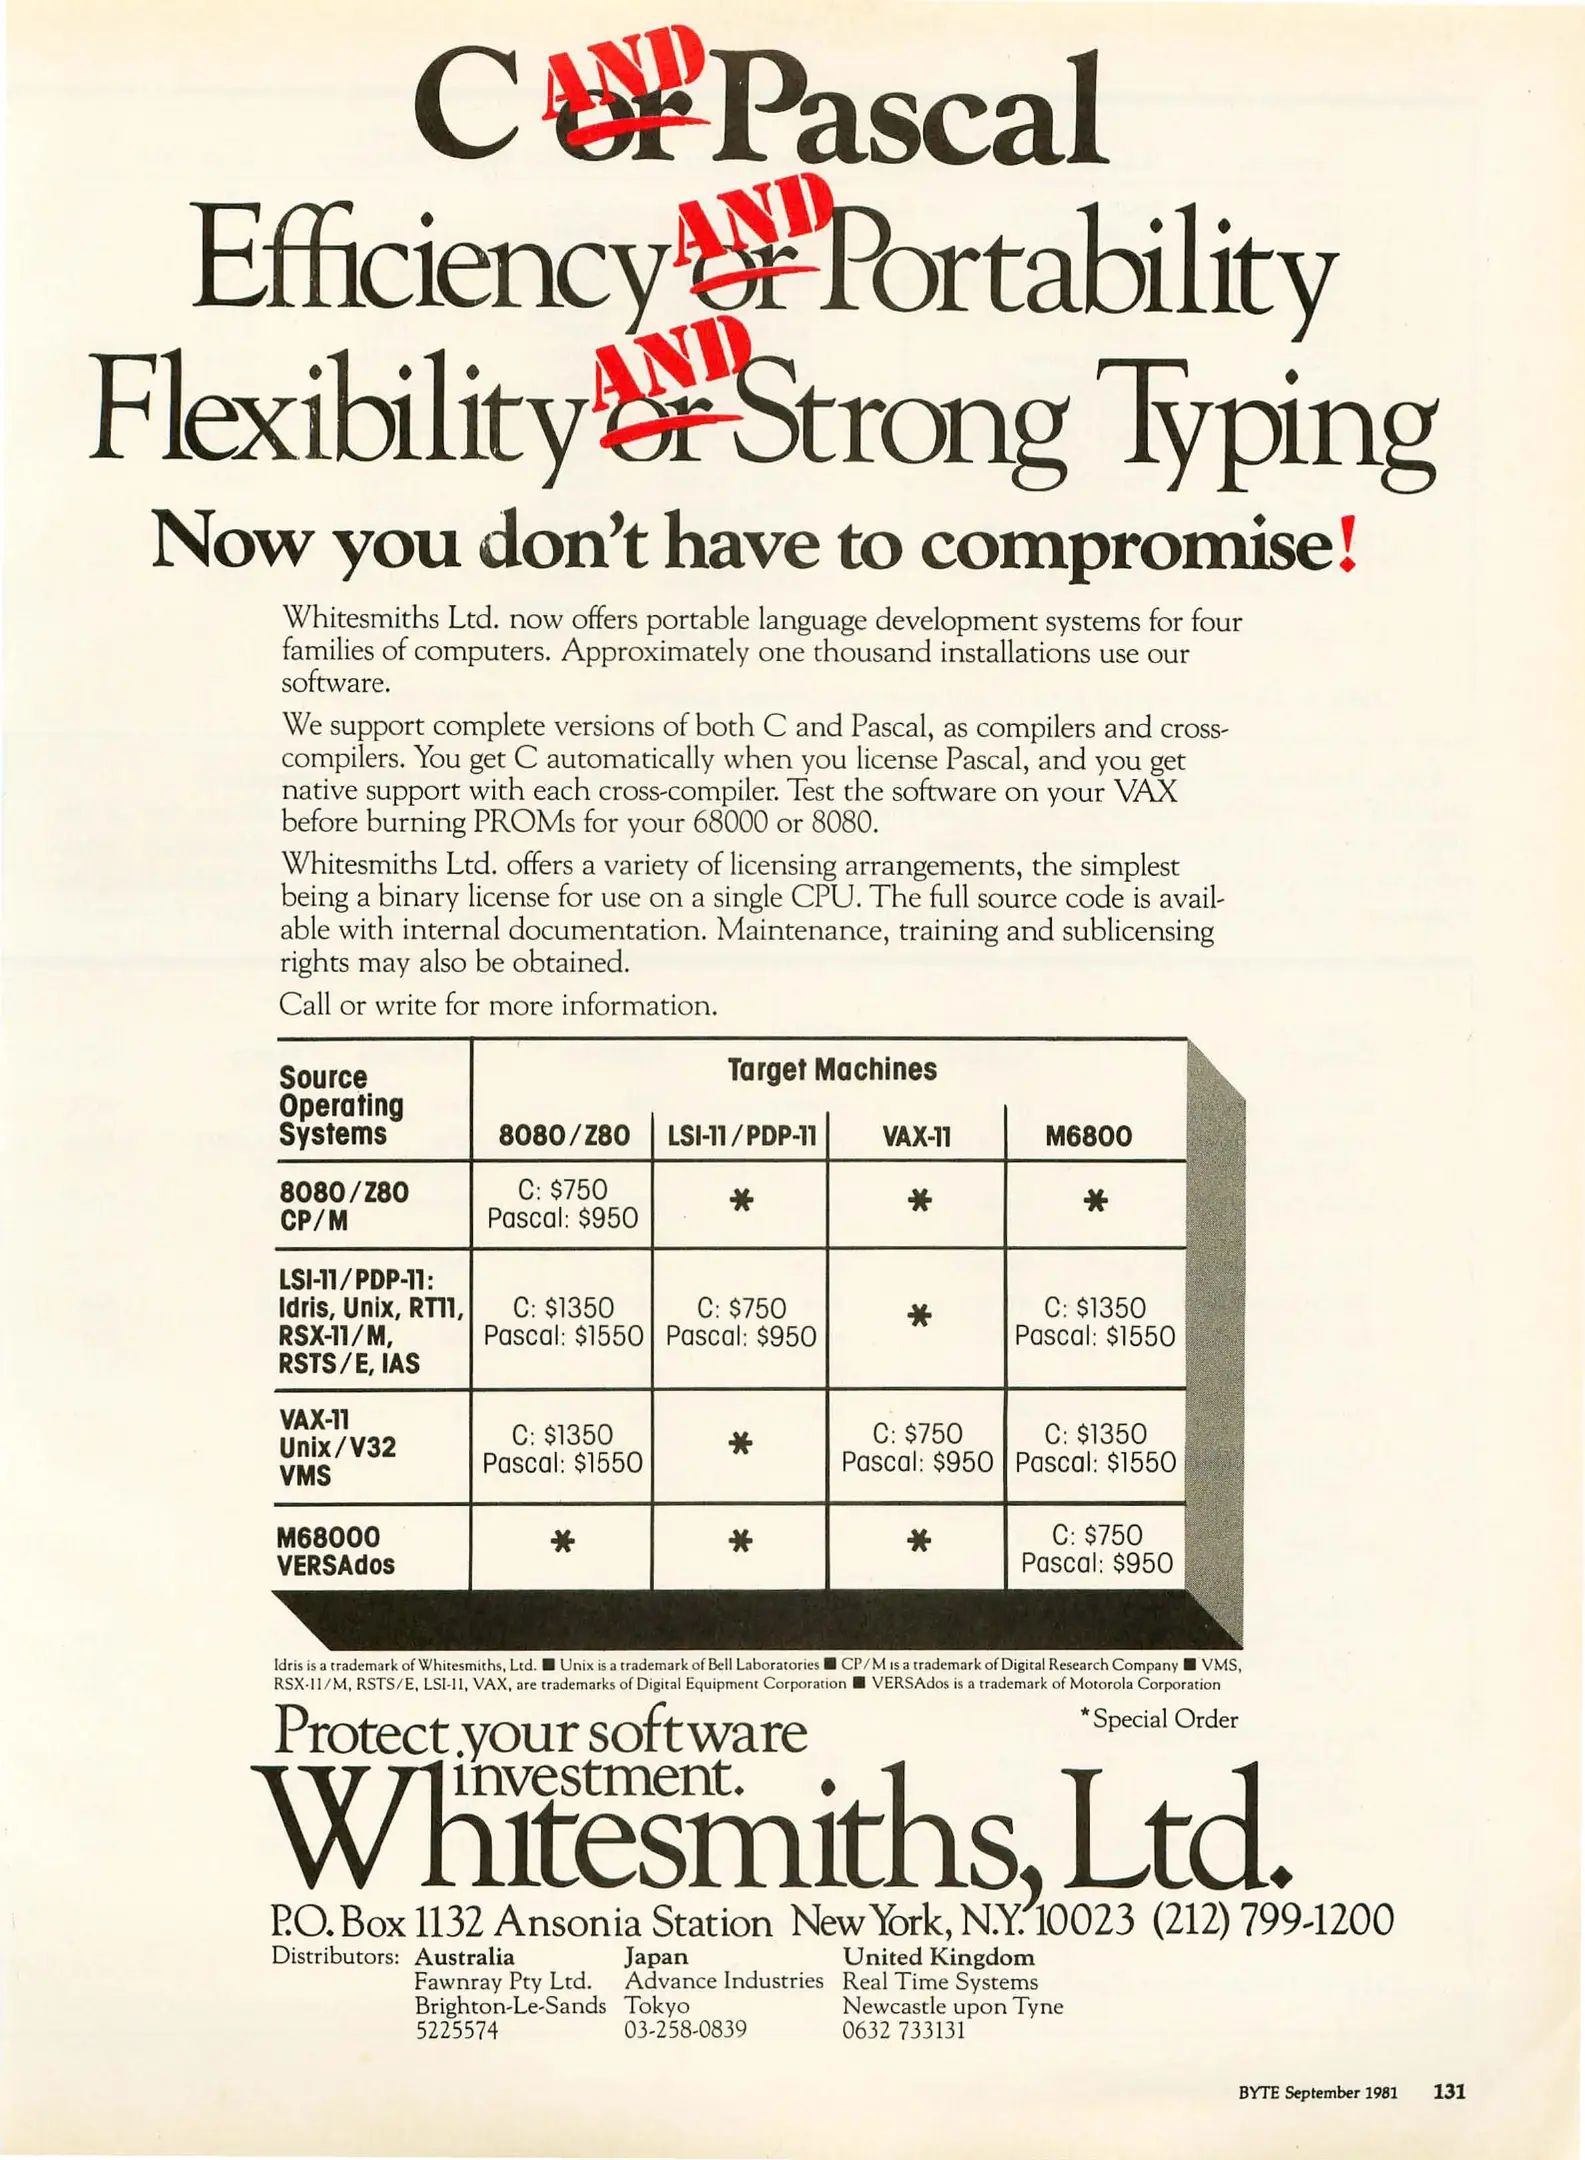 C or AND Pascal
Efficiency or AND Portability
Flexibility or AND Strong Typing
Now you don't have to compromise!
Whitesmiths Ltd. now offers portable language development systems for four
families of computers. Approximately one thousand installations use our
software.
We support complete versions of both C and Pascal, as compilers and cross-
compilers. You get C automatically when you license Pascal, and you get
native support with each cross-compiler. Test the software on your VAX
before burning PROMs for your 68000 or 8080.
Whitesmiths Ltd. offers a variety of licensing arrangements, the simplest
being a binary license for use on a single CPU. The full source code is avail-
able with internal documentation. Maintenance, training and sublicensing
rights may also be obtained.
Call or write for more information.
Source
Operating
Systems
Target Machines
8080/Z80 LSI-11/PDP-11 VAX-11 M6800
8080/Z80
CP/M
C: $750
Pascal: $950
* * *
LSI-11/PDP-11:
Idris, Unix, RT11,
RSX-11/M,
RSTS/E, IAS
C: $1350
Pascal: $1550
C: $750
Pascal: $950
*
C: $1350
Pascal: $1550
VAX-11
Unix/V32
VMS
C: $1350
Pascal: $1550
*
C: $750
Pascal: $950
C: $1350
Pascal: $1550
M68000
VERSAdos
* * *
C: $750
Pascal: $950
Idris is a trademark of Whitesmiths, Ltd. ■ Unix is a trademark of Bell Laboratories ■ CP/M is a trademark of Digital Research Company ■ VMS,
RSX-11/M, RSTS/E, LSI-11, VAX, are trademarks of Digital Equipment Corporation ■ VERSAdos is a trademark of Motorola Corporation
*Special Order
Protect your software
investment.
Whitesmiths, Ltd.
P.O. Box 1132 Ansonia Station New York, N.Y. 10023 (212) 799-1200
Distributors: Australia Japan United Kingdom
Fawnray Pty Ltd. Advance Industries Real Time Systems
Brighton-Le-Sands Tokyo Newcastle upon Tyne
5225574 03-258-0839 0632 733131
BYTE September 1981 131